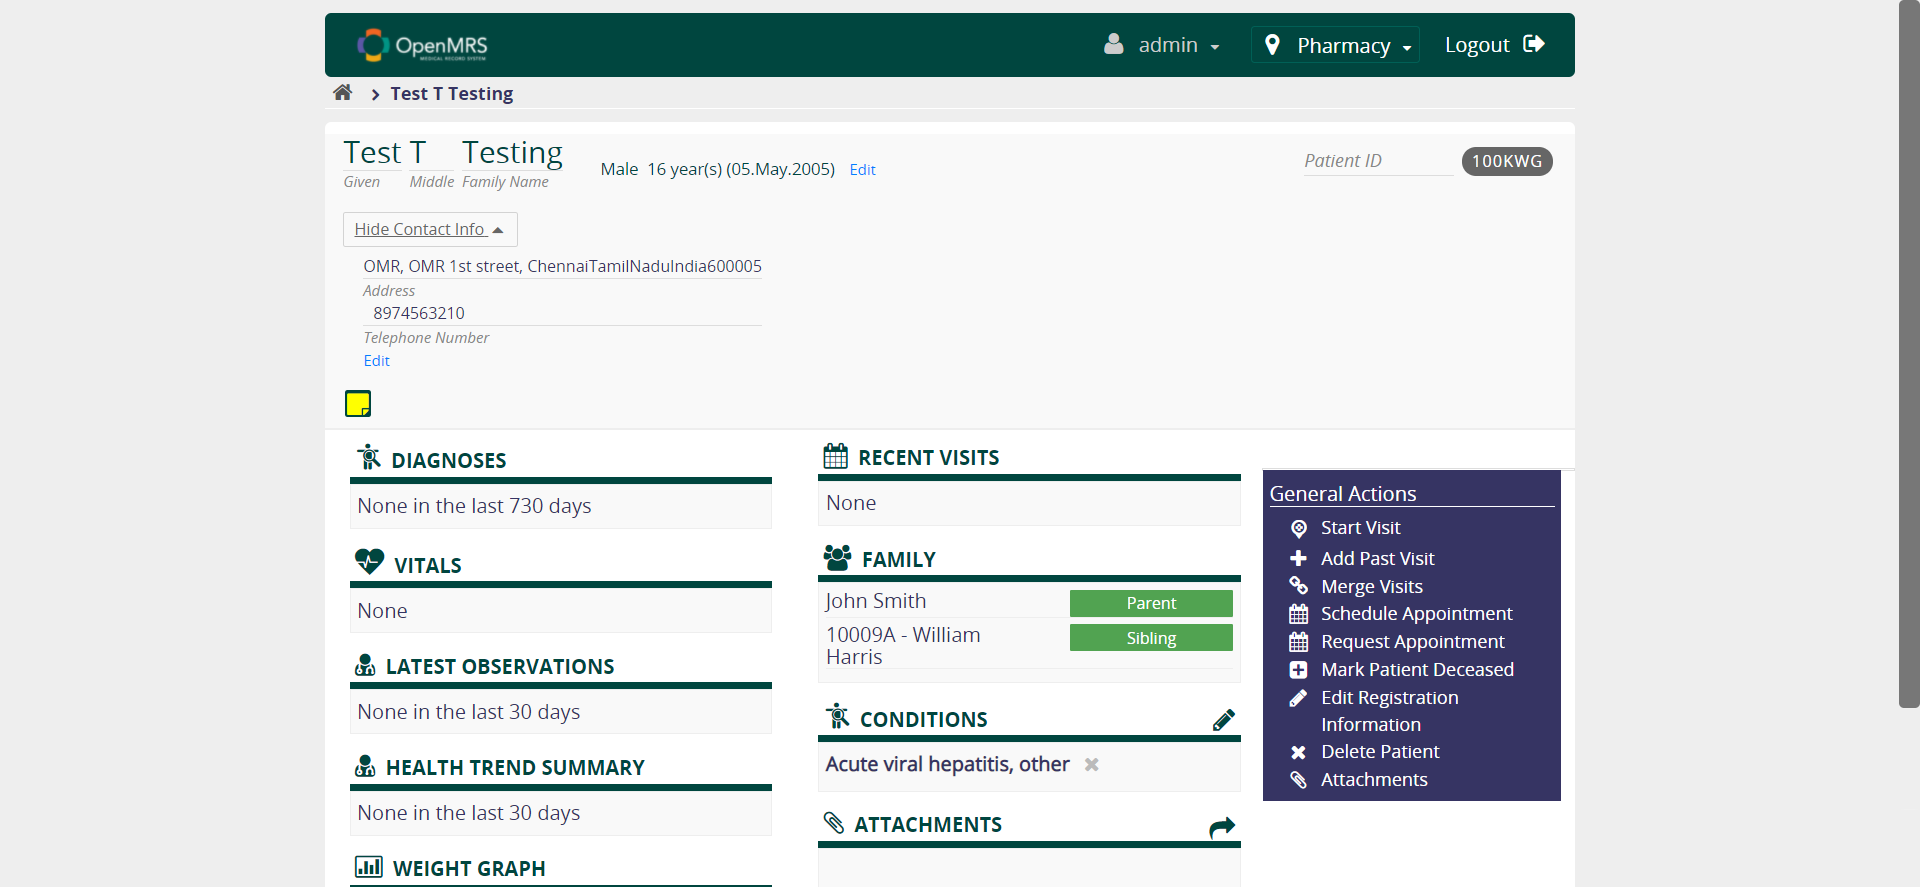 OpenMRS
MEDICAL RECORD SYSTEM
admin
Pharmacy
Logout
Test T Testing
Test T Testing
Given Middle Family Name
Male 16 year(s) (05.May.2005) Edit
Patient ID 100KWG
Hide Contact Info
OMR, OMR 1st street, ChennaiTamilNaduIndia600005
Address
8974563210
Telephone Number
Edit
DIAGNOSES
None in the last 730 days
VITALS
None
LATEST OBSERVATIONS
None in the last 30 days
HEALTH TREND SUMMARY
None in the last 30 days
WEIGHT GRAPH
RECENT VISITS
None
FAMILY
John Smith Parent
10009A - William
Harris
Sibling
CONDITIONS
Acute viral hepatitis, other
ATTACHMENTS
General Actions
Start Visit
Add Past Visit
Merge Visits
Schedule Appointment
Request Appointment
Mark Patient Deceased
Edit Registration
Information
Delete Patient
Attachments